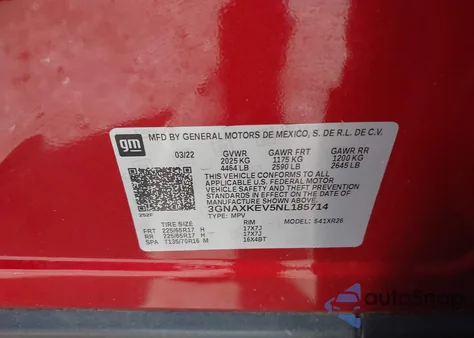 gm
MFD BY GENERAL MOTORS DE MEXICO, S. DE R.L. DE C.V.
03/22 GVWR GAWR FRT GAWR RR
2025 KG 1175 KG 1200 KG
4464 LB 2590 LB 2645 LB
THIS VEHICLE CONFORMS TO ALL APPLICABLE
U.S. FEDERAL MOTOR VEHICLE SAFETY, BUMPER, AND
THEFT PREVENTION STANDARDS IN EFFECT ON THE DATE
OF MANUFACTURE SHOWN ABOVE.
3GNAXKEV5NL185714
TYPE: MPV MODEL: 541XR26
TIRE SIZE RIM
FRT 225/65R17 H 17X7J
RR 225/65R17 H 17X7J
SPA T135/70R16 M 16X4BT
autoSnap